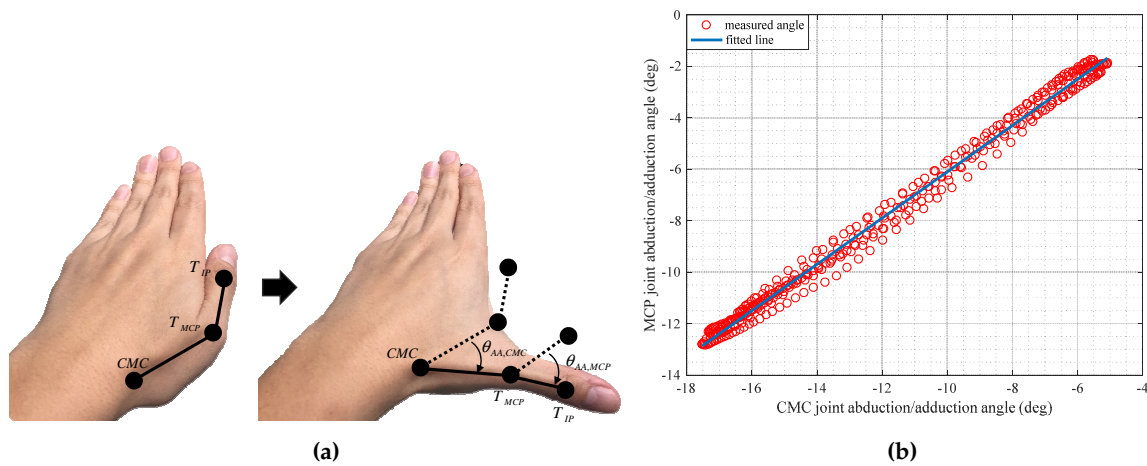 T_IP
T_MCP
CMC
CMC
θ_AA,CMC
θ_AA,MCP
T_MCP
T_IP
(a)
measured angle
fitted line
MCP joint abduction/adduction angle (deg)
0
-2
-4
-6
-8
-10
-12
-14
-18 -16 -14 -12 -10 -8 -6 -4
CMC joint abduction/adduction angle (deg)
(b)